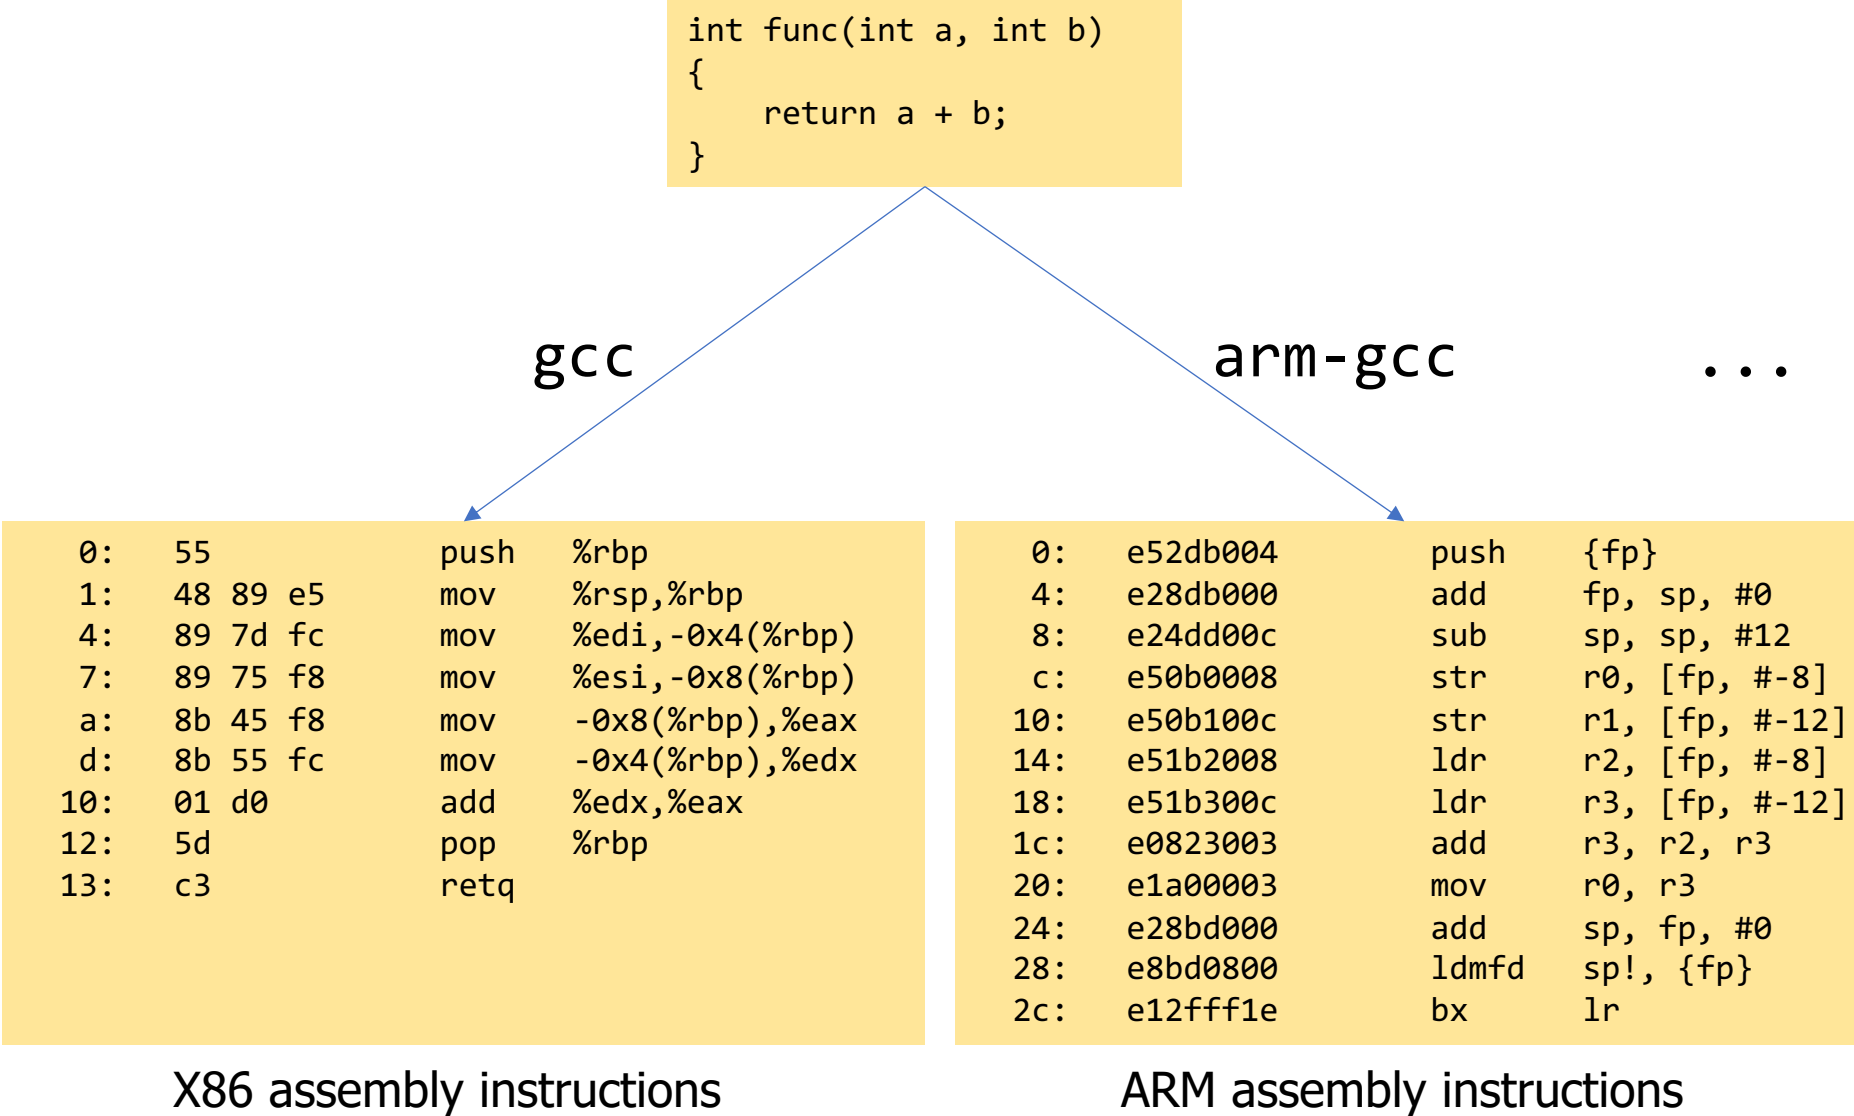 int func(int a, int b)
{
    return a + b;
}
gcc
arm-gcc
...
0: 55 push %rbp
1: 48 89 e5 mov %rsp,%rbp
4: 89 7d fc mov %edi,-0x4(%rbp)
7: 89 75 f8 mov %esi,-0x8(%rbp)
a: 8b 45 f8 mov -0x8(%rbp),%eax
d: 8b 55 fc mov -0x4(%rbp),%edx
10: 01 d0 add %edx,%eax
12: 5d pop %rbp
13: c3 retq
X86 assembly instructions
0: e52db004 push {fp}
4: e28db000 add fp, sp, #0
8: e24dd00c sub sp, sp, #12
c: e50b0008 str r0, [fp, #-8]
10: e50b100c str r1, [fp, #-12]
14: e51b2008 ldr r2, [fp, #-8]
18: e51b300c ldr r3, [fp, #-12]
1c: e0823003 add r3, r2, r3
20: e1a00003 mov r0, r3
24: e28bd000 add sp, fp, #0
28: e8bd0800 ldmfd sp!, {fp}
2c: e12fff1e bx lr
ARM assembly instructions